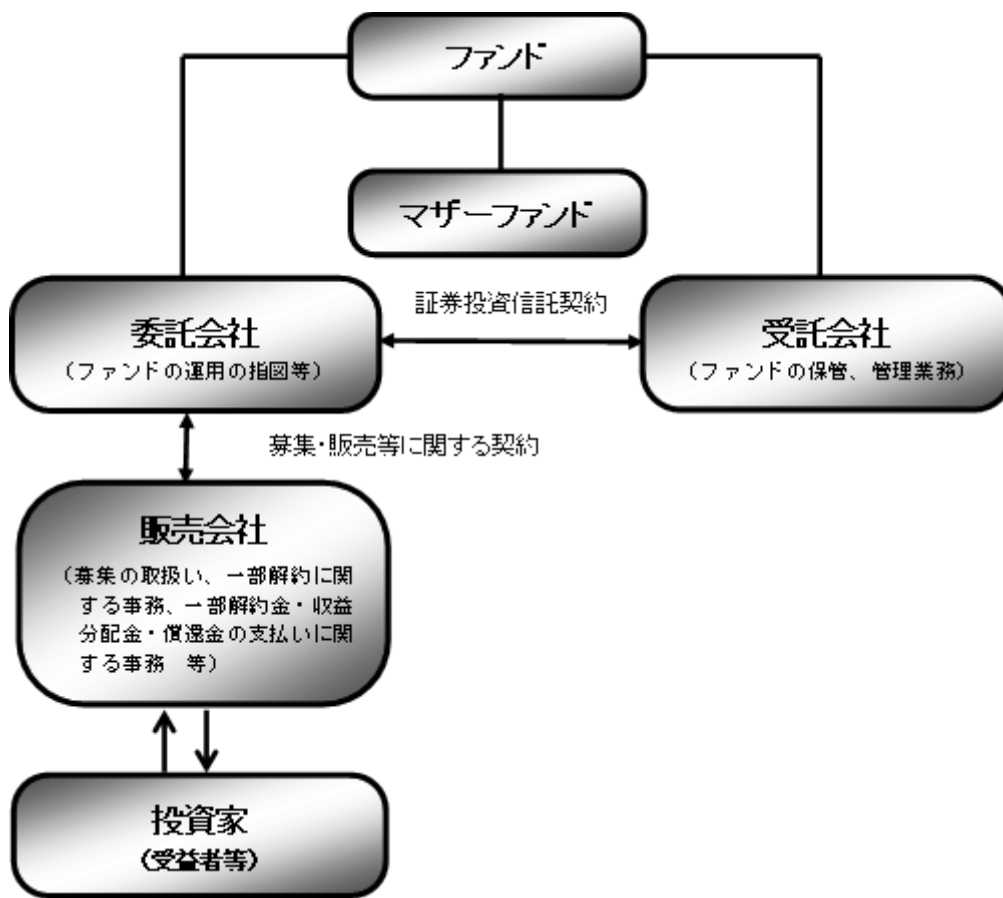 ファンド
マザーファンド
証券投資信託契約
委託会社
（ファンドの運用の指図等）
受託会社
（ファンドの保管、管理業務）
募集・販売等に関する契約
販売会社
（募集の取扱い、一部解約に関
する事務、一部解約金・収益
分配金・償還金の支払いに関
する事務　等）
投資家
（受益者等）